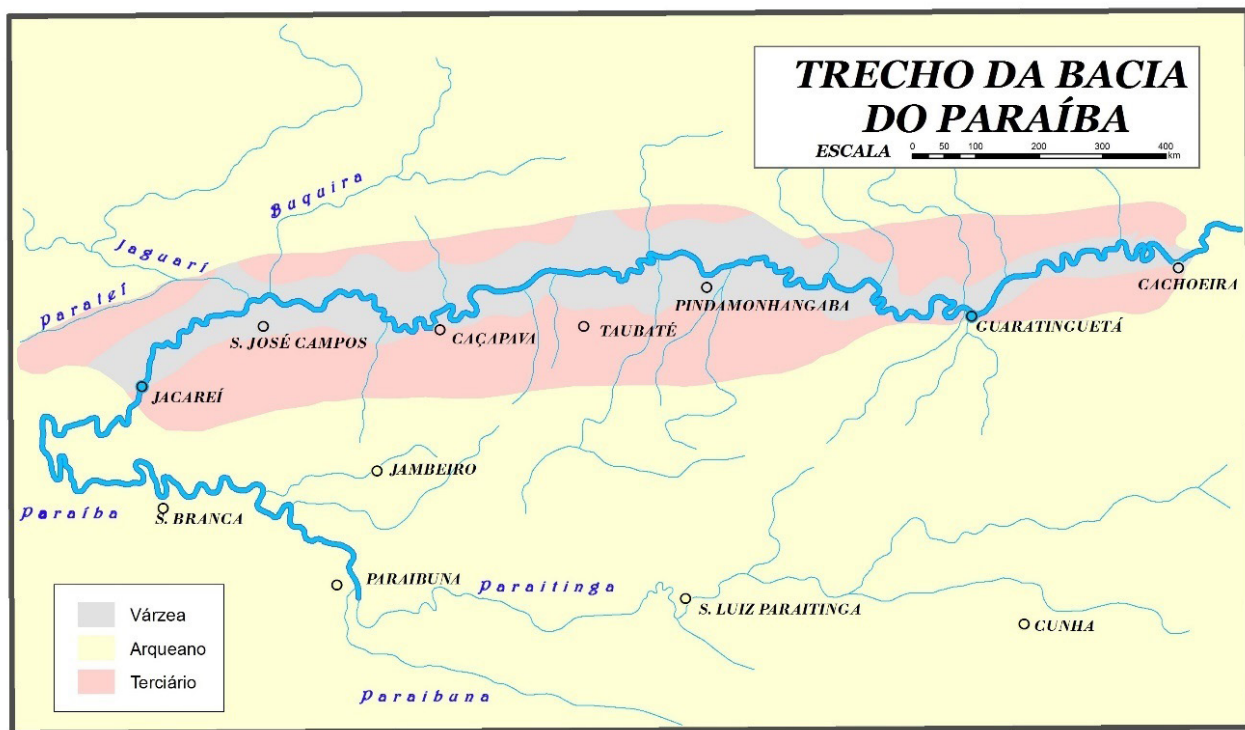 TRECHO DA BACIA
DO PARAÍBA
ESCALA 0 50 100 200 300 400
km
Buquira
Jaguarí
Parateí
CACHOEIRA
PINDAMONHANGABA
GUARATINGUETÁ
S. JOSÉ CAMPOS
CAÇAPAVA
TAUBATÉ
JACAREÍ
JAMBEIRO
Paraíba
S. BRANCA
PARAIBUNA
Paraitinga
S. LUIZ PARAITINGA
CUNHA
Paraibuna
Várzea
Arqueano
Terciário